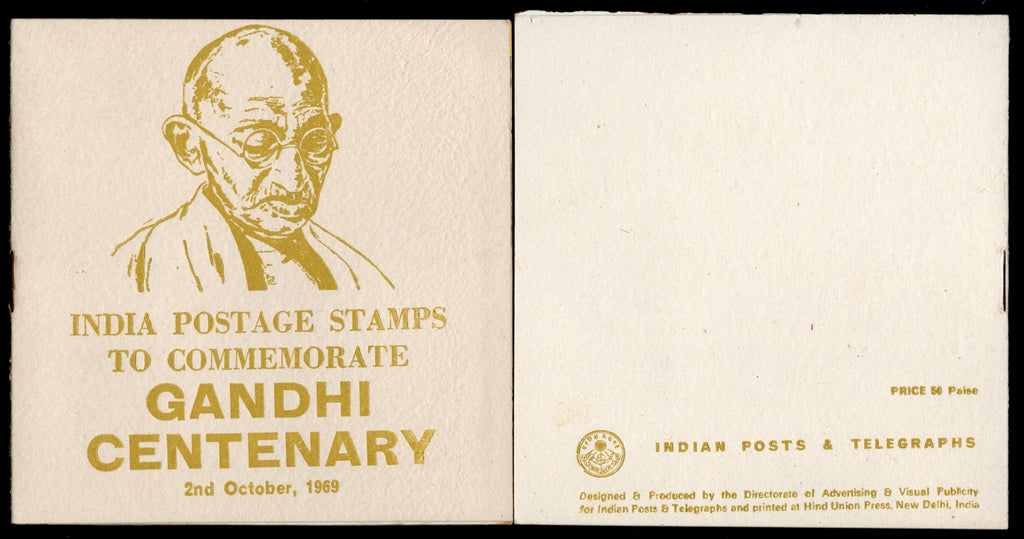 INDIA POSTAGE STAMPS
TO COMMEMORATE
GANDHI
CENTENARY
2nd October, 1969
PRICE 50 Paise
INDIAN POSTS & TELEGRAPHS
Designed & Produced by the Directorate of Advertising & Visual Publicity
for Indian Posts & Telegraphs and printed at Hind Union Press, New Delhi, India